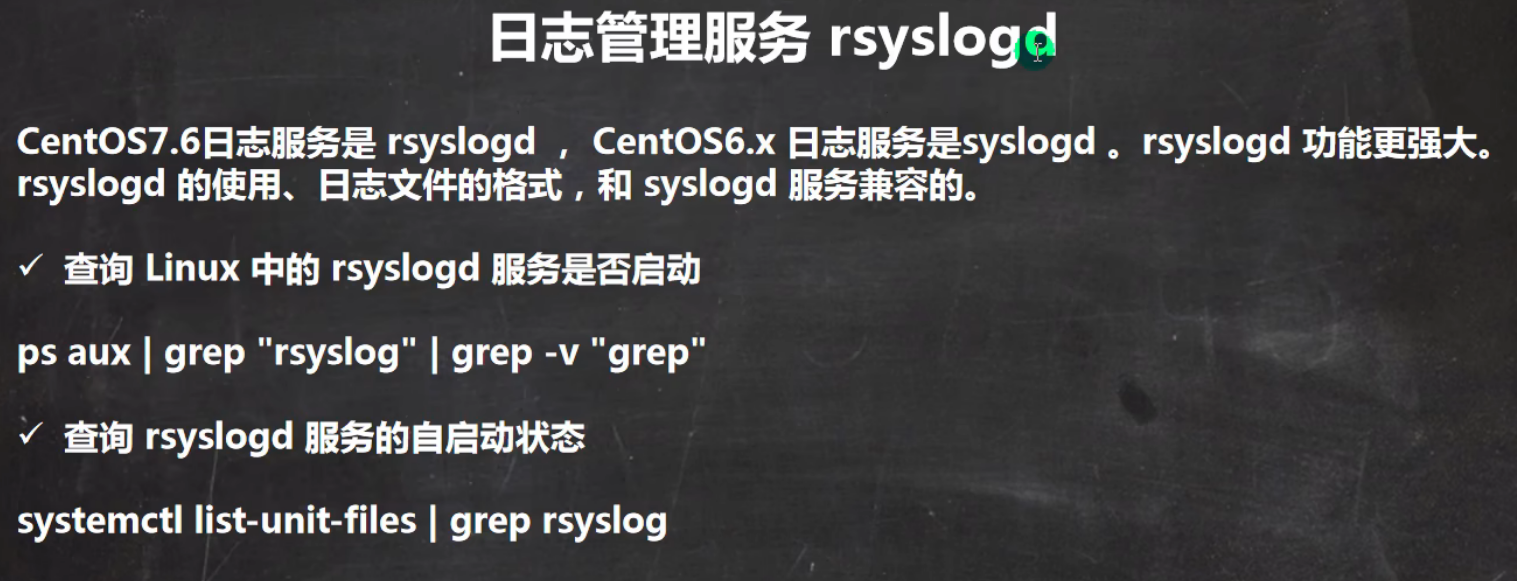 日志管理服务 rsyslogd
CentOS7.6日志服务是 rsyslogd ， CentOS6.x 日志服务是syslogd 。rsyslogd 功能更强大。
rsyslogd 的使用、日志文件的格式，和 syslogd 服务兼容的。
✓ 查询 Linux 中的 rsyslogd 服务是否启动
ps aux | grep "rsyslog" | grep -v "grep"
✓ 查询 rsyslogd 服务的自启动状态
systemctl list-unit-files | grep rsyslog